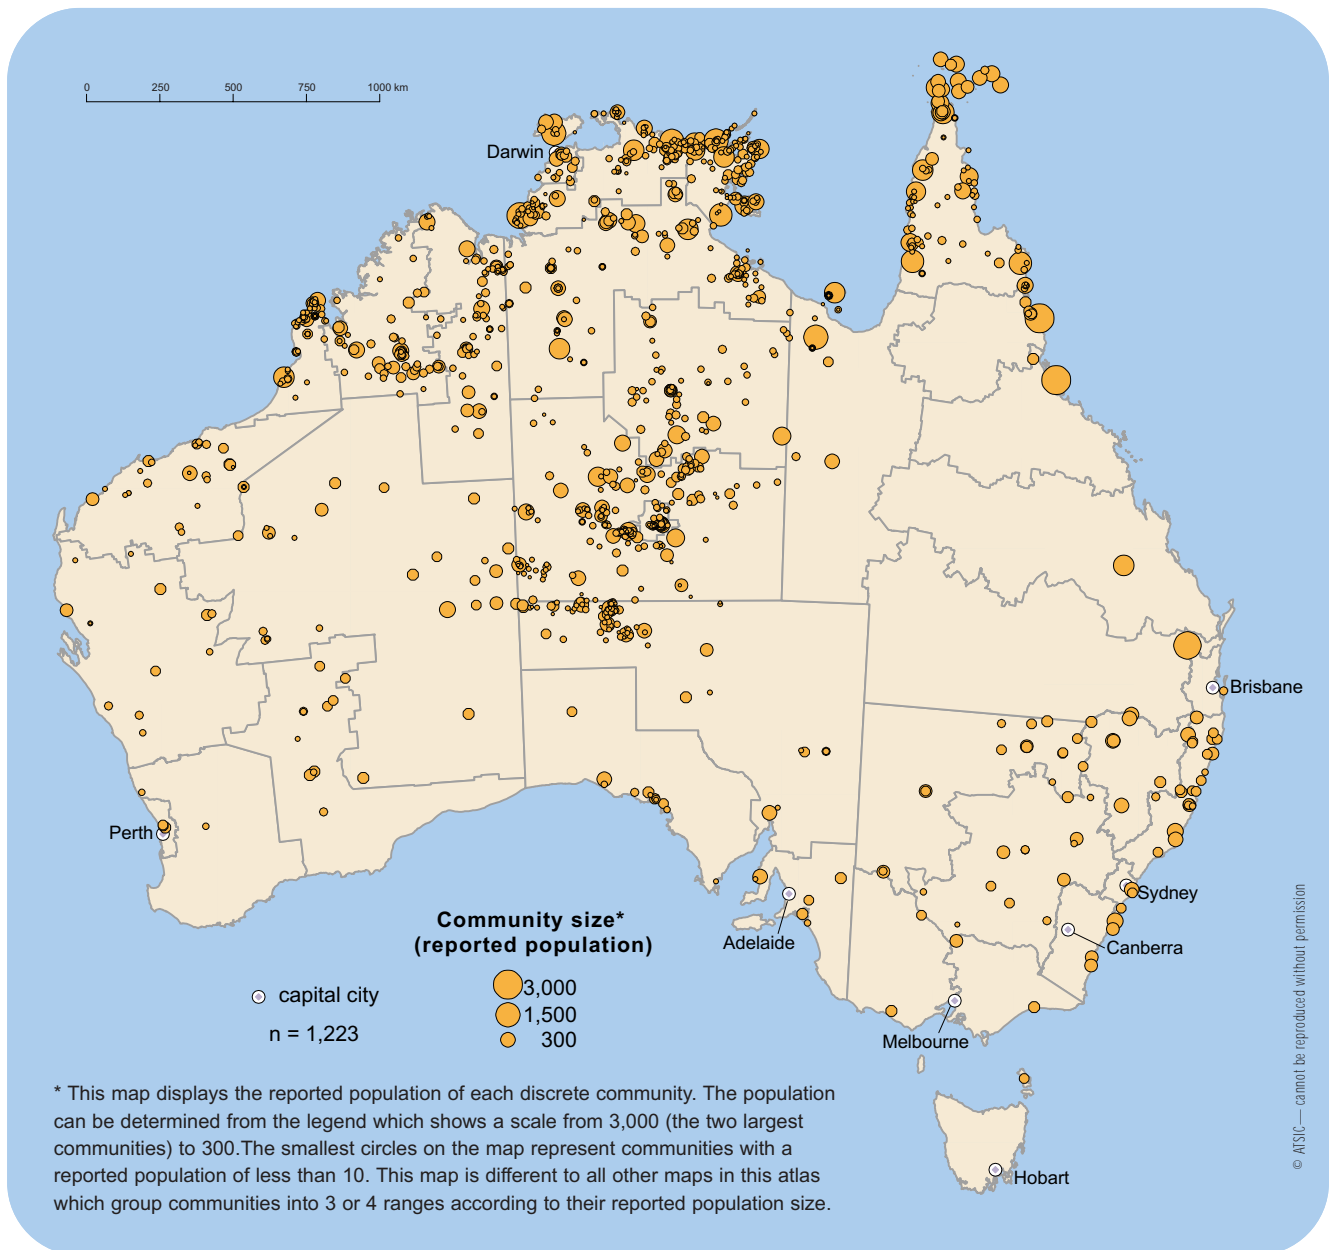 0 250 500 750 1000 km
Darwin
Brisbane
Perth
Sydney
Adelaide
Canberra
Melbourne
Hobart
Community size*
(reported population)
capital city
n = 1,223
3,000
1,500
300
* This map displays the reported population of each discrete community. The population
can be determined from the legend which shows a scale from 3,000 (the two largest
communities) to 300.The smallest circles on the map represent communities with a
reported population of less than 10. This map is different to all other maps in this atlas
which group communities into 3 or 4 ranges according to their reported population size.
© ATSIC — cannot be reproduced without permission